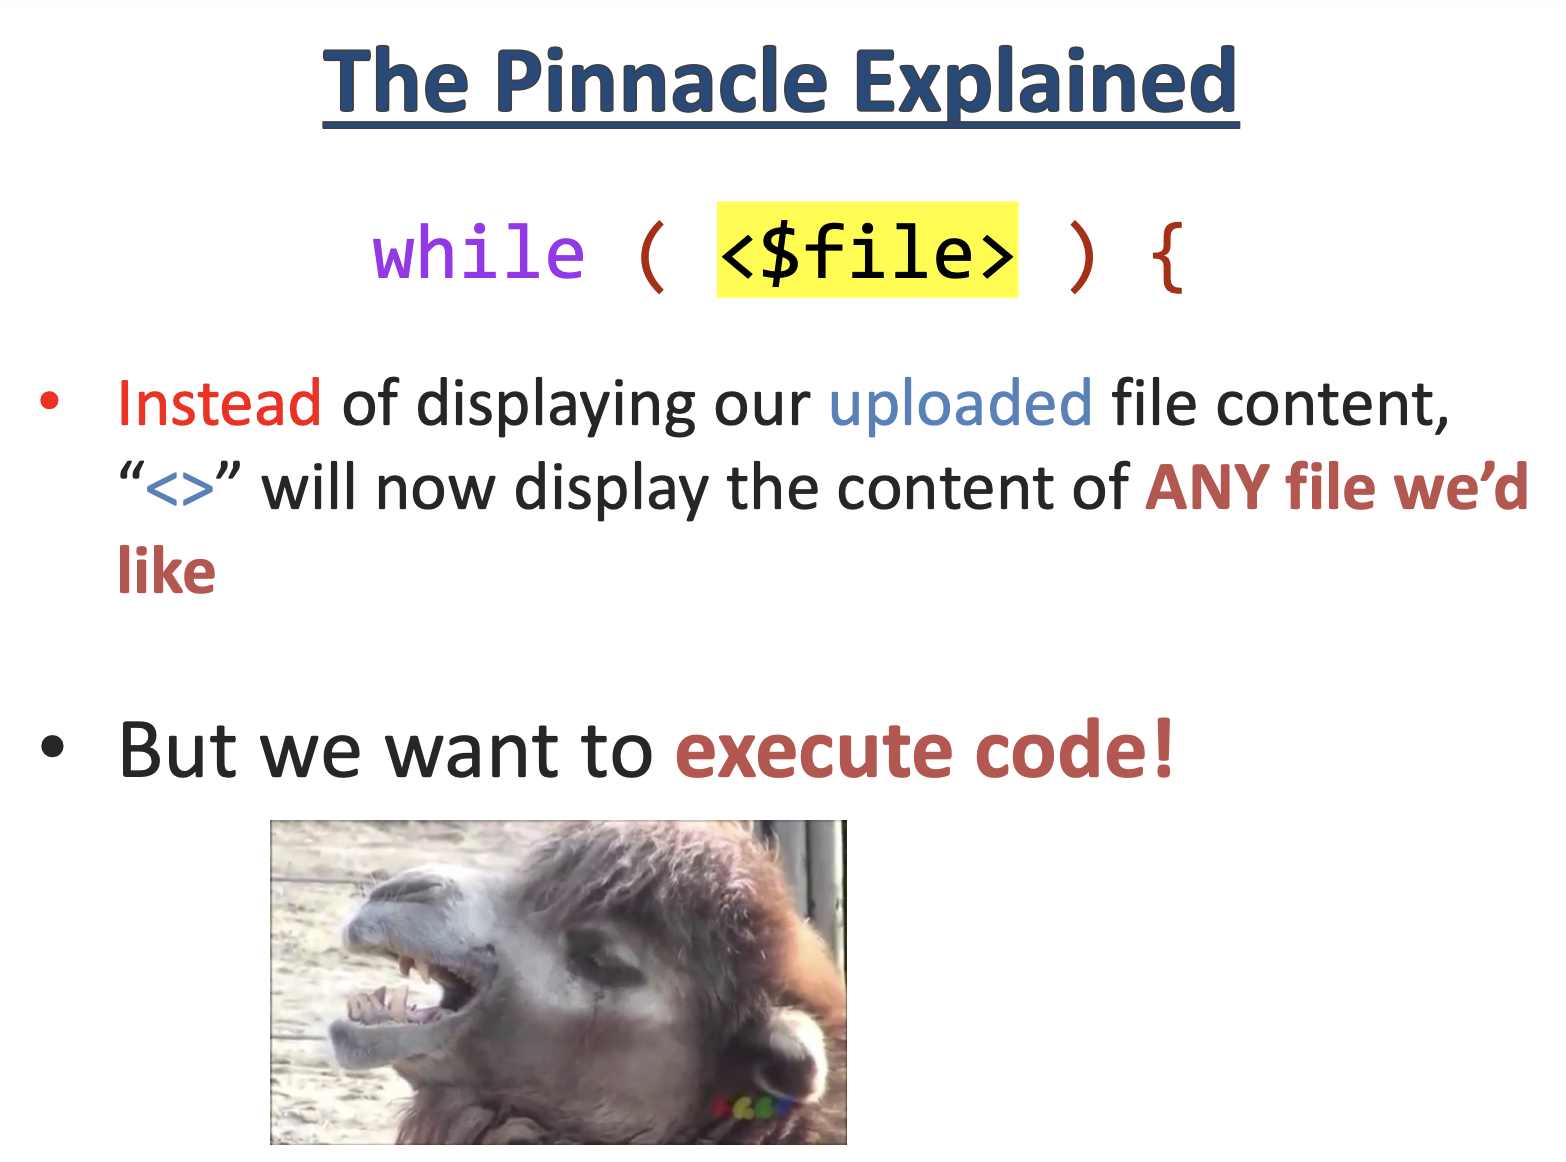 The Pinnacle Explained
while ( <$file> ) {
• Instead of displaying our uploaded file content,
“<>” will now display the content of ANY file we’d
like
• But we want to execute code!